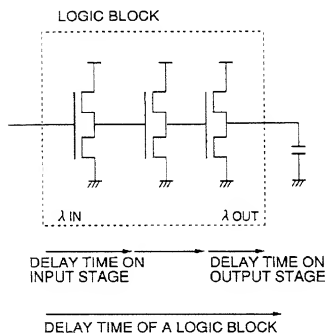 LOGIC BLOCK
λ IN
λ OUT
DELAY TIME ON
INPUT STAGE
DELAY TIME ON
OUTPUT STAGE
DELAY TIME OF A LOGIC BLOCK